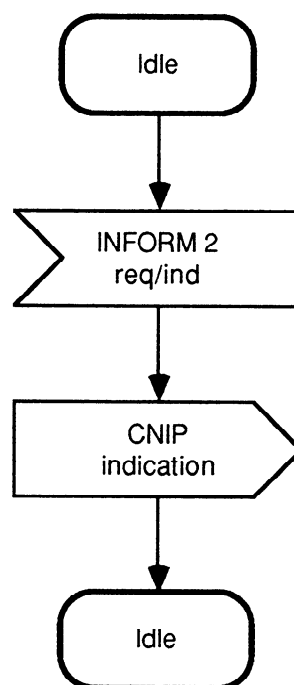 Idle
INFORM 2
req/ind
CNIP
indication
Idle